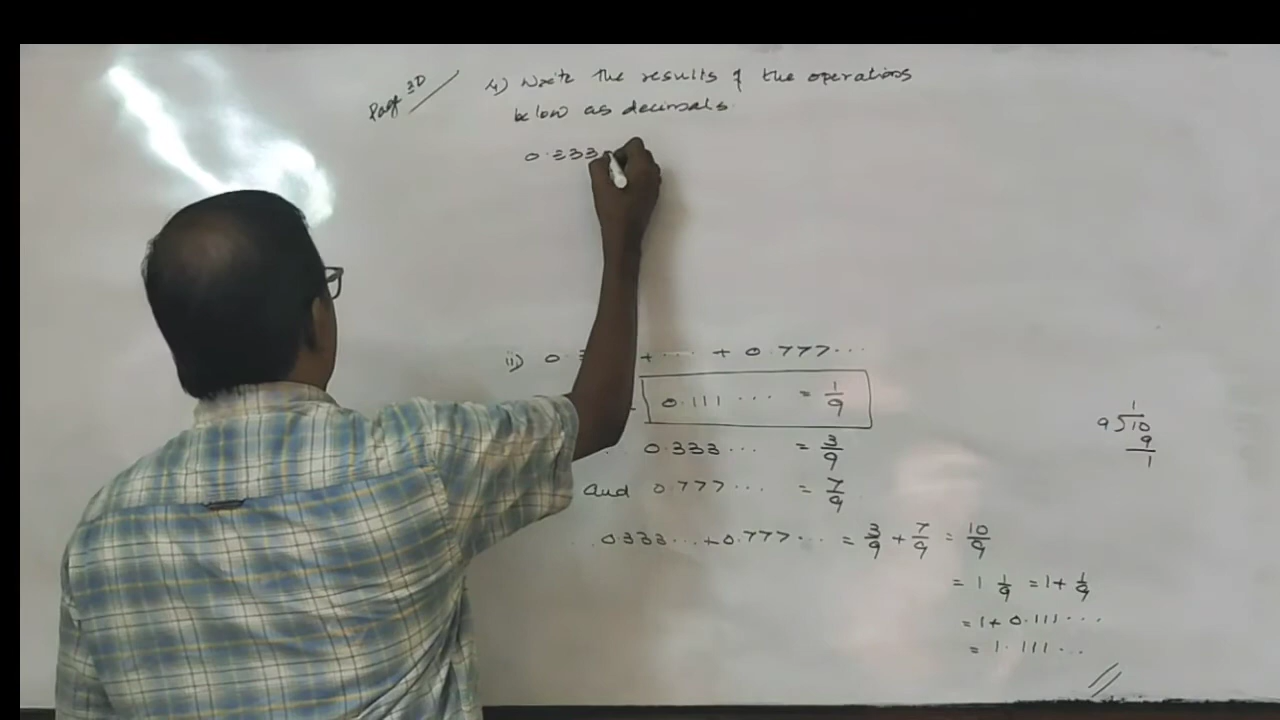 Page 30
4) Write the results of the operations
below as decimals.
0.333
ii) 0.3 + ... + 0.777...
0.111 ... = 1/9
0.333... = 3/9
and 0.777... = 7/9
0.333... + 0.777... = 3/9 + 7/9 = 10/9
= 1 1/9 = 1 + 1/9
= 1 + 0.111...
= 1.111...
1
9 10
9
1